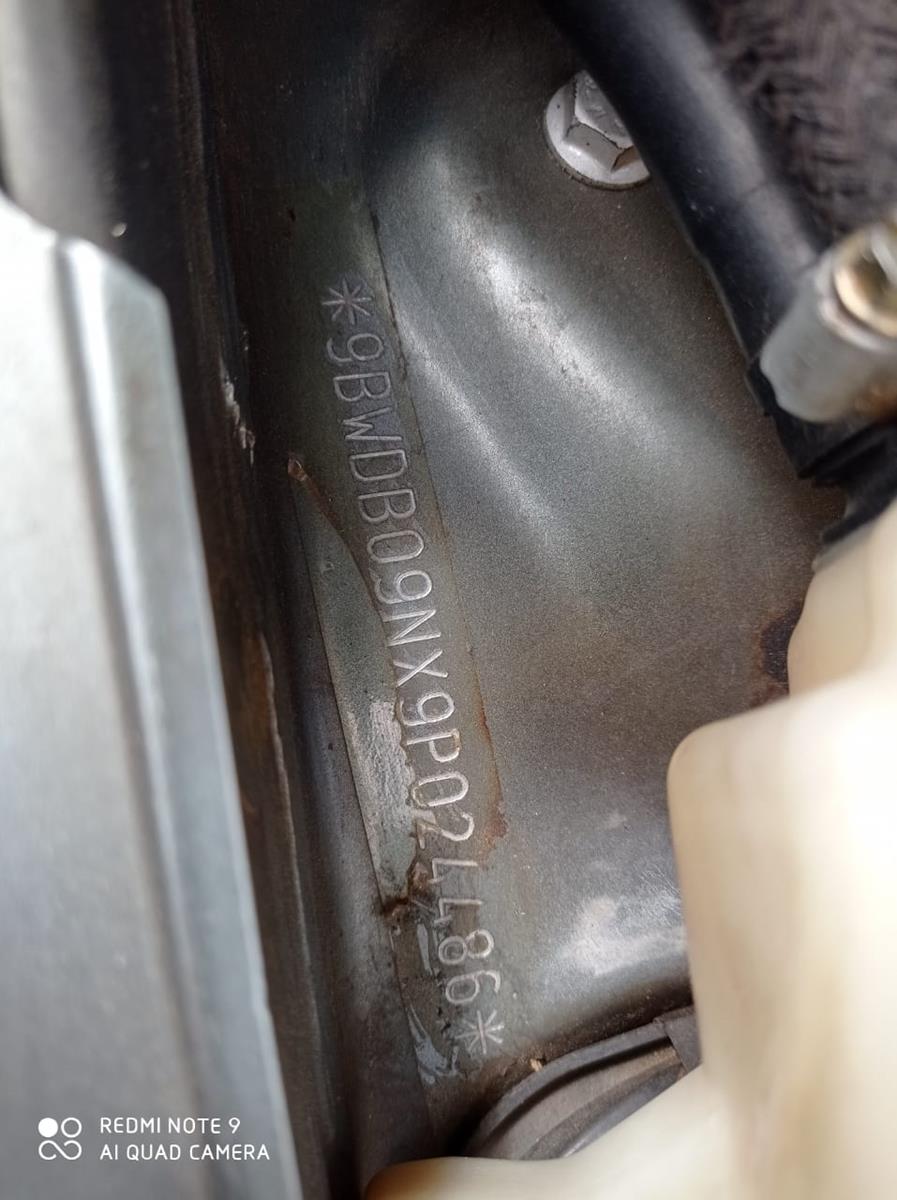 *9BWDB09NX9P024486*
REDMI NOTE 9
AI QUAD CAMERA